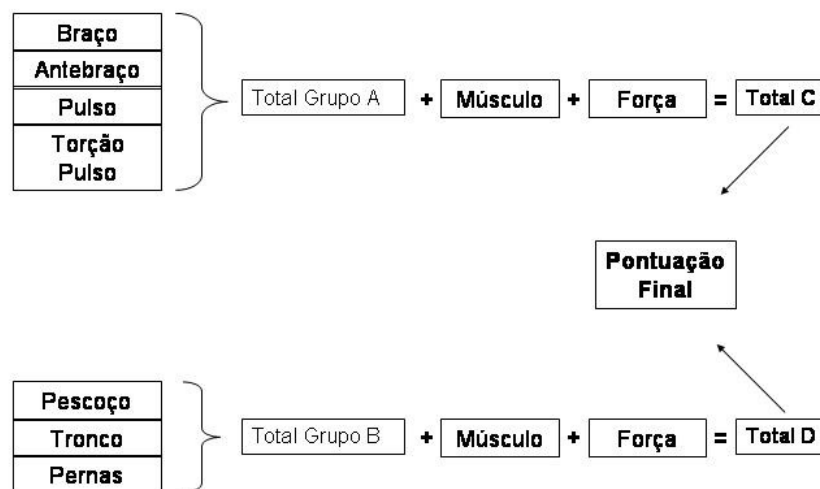 Braço
Antebraço
Pulso
Torção
Pulso
Total Grupo A + Músculo + Força = Total C
Pontuação
Final
Pescoço
Tronco
Pernas
Total Grupo B + Músculo + Força = Total D